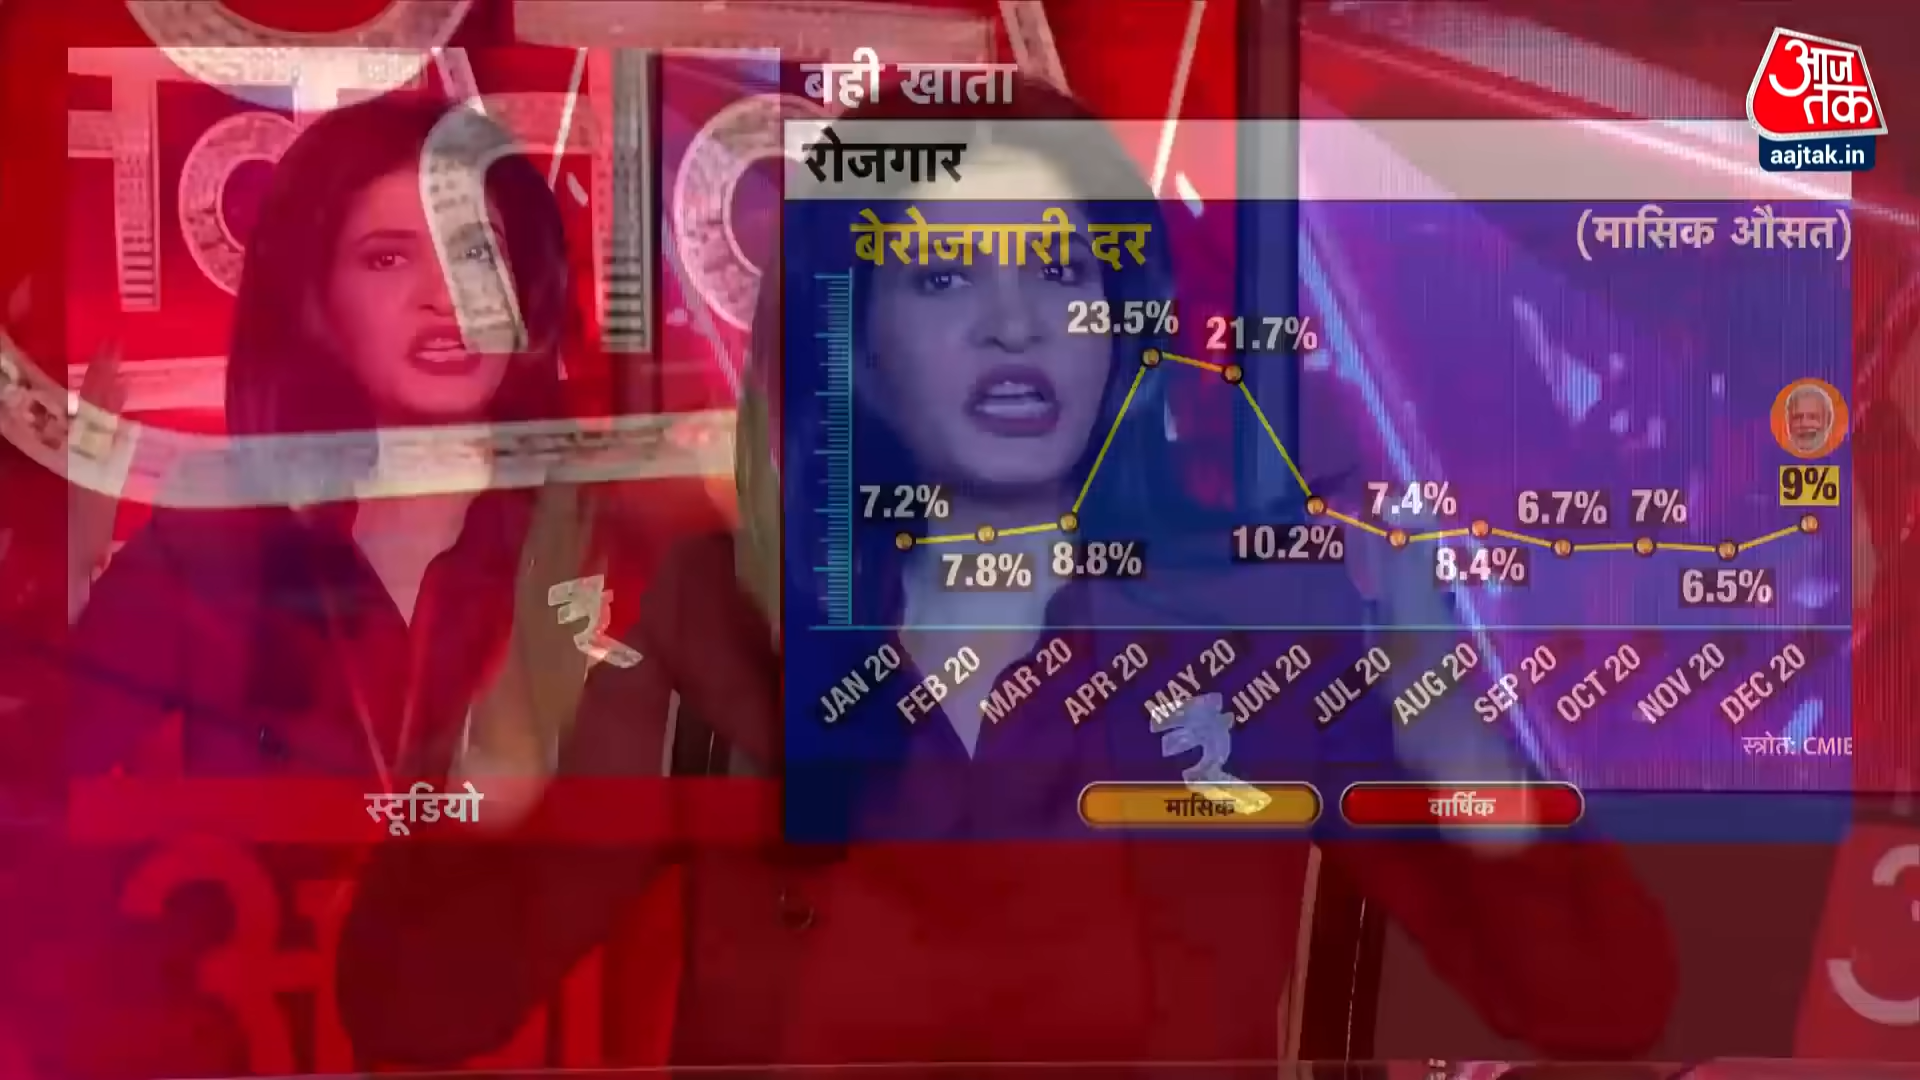 आज
तक
aajtak.in
बही खाता
रोजगार
बेरोजगारी दर
(मासिक औसत)
23.5%
21.7%
9%
7.2%
7.4%
6.7%
7%
7.8%
8.8%
10.2%
8.4%
6.5%
JAN 20
FEB 20
MAR 20
APR 20
MAY 20
JUN 20
JUL 20
AUG 20
SEP 20
OCT 20
NOV 20
DEC 20
स्त्रोत: CMIE
मासिक
वार्षिक
स्टूडियो
₹
₹